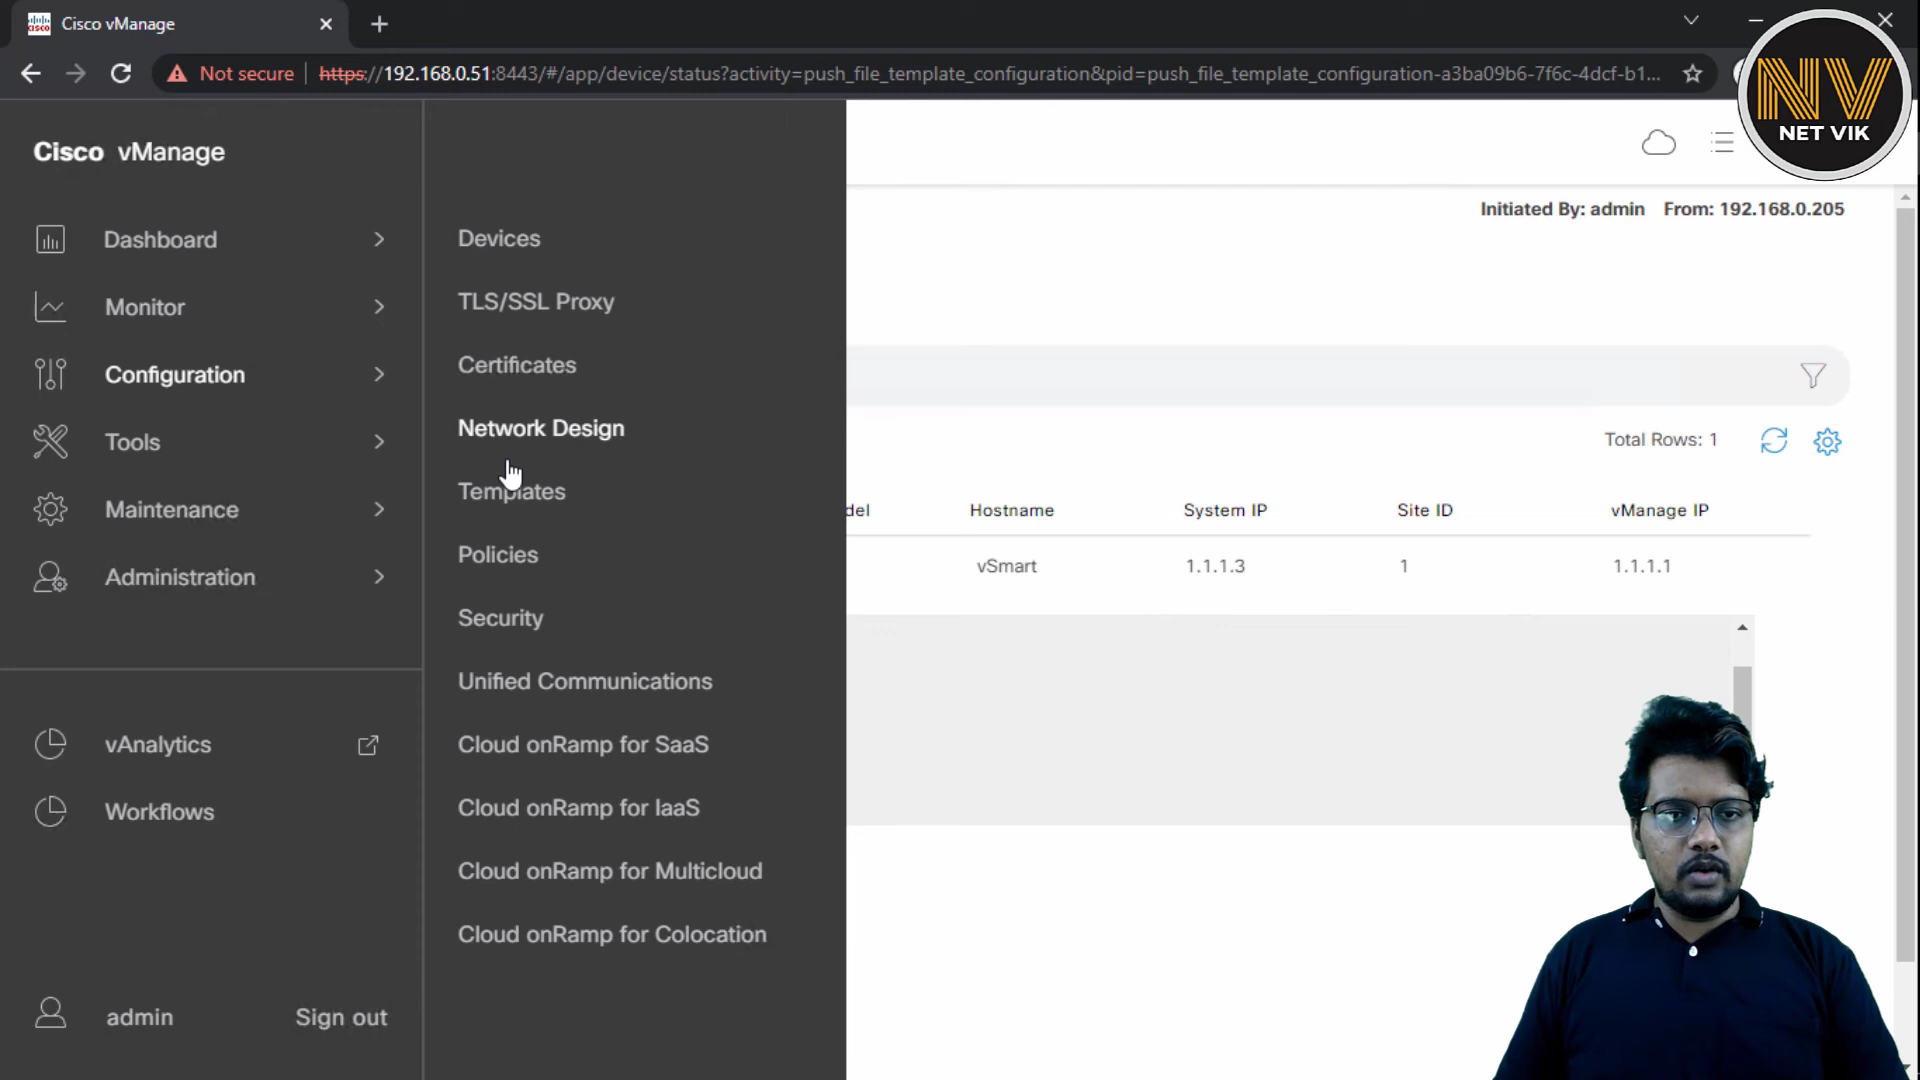 Cisco vManage
Not secure | https://192.168.0.51:8443/#/app/device/status?activity=push_file_template_configuration&pid=push_file_template_configuration-a3ba09b6-7f6c-4dcf-b1...
NV
NET VIK
Cisco vManage
Dashboard
Monitor
Configuration
Tools
Maintenance
Administration
vAnalytics
Workflows
admin
Sign out
Devices
TLS/SSL Proxy
Certificates
Network Design
Templates
Policies
Security
Unified Communications
Cloud onRamp for SaaS
Cloud onRamp for IaaS
Cloud onRamp for Multicloud
Cloud onRamp for Colocation
Initiated By: admin From: 192.168.0.205
Total Rows: 1
del Hostname System IP Site ID vManage IP
vSmart 1.1.1.3 1 1.1.1.1